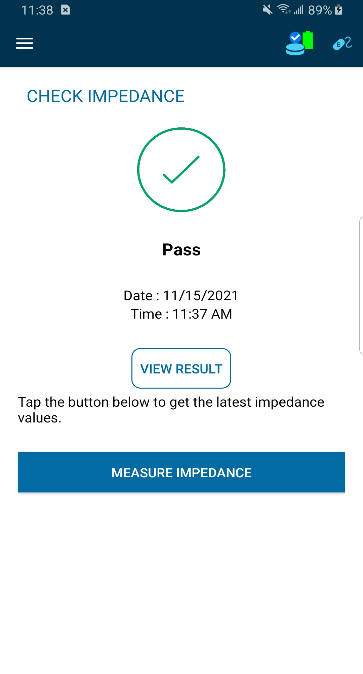 11:38
89%
CHECK IMPEDANCE
Pass
Date : 11/15/2021
Time : 11:37 AM
VIEW RESULT
Tap the button below to get the latest impedance
values.
MEASURE IMPEDANCE